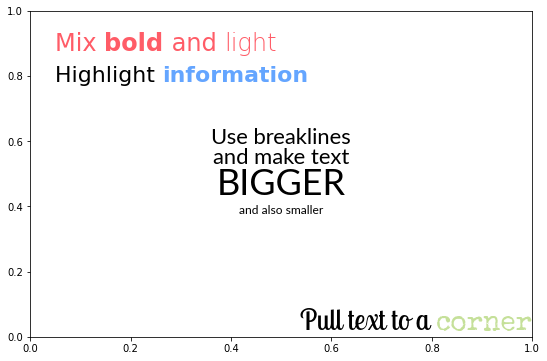 1.0
Mix bold and light
0.8
Highlight information
0.6
Use breaklines
and make text
BIGGER
0.4
and also smaller
0.2
Pull text to a corner
0.0
0.0 0.2 0.4 0.6 0.8 1.0